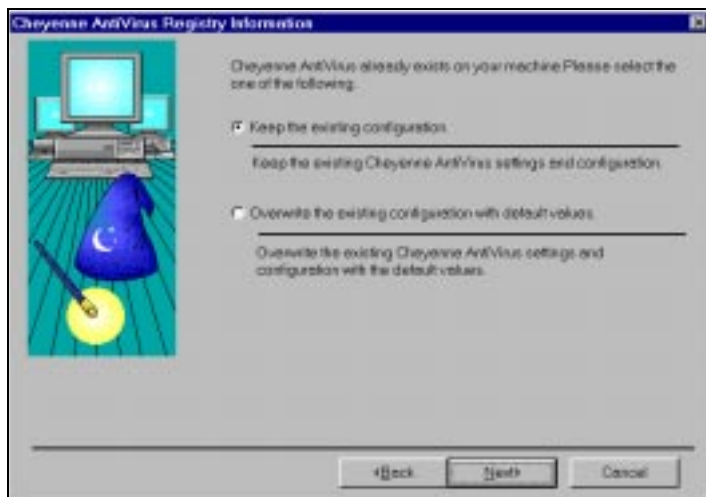 Cheyenne AntiVirus Registry Information
Cheyenne AntiVirus already exists on your machine.Please select the
one of the following.
Keep the existing configuration.
Keep the existing Cheyenne AntiVirus settings and configuration.
Overwrite the existing configuration with default values.
Overwrite the existing Cheyenne AntiVirus settings and
configuration with the default values.
<Back
Next>
Cancel